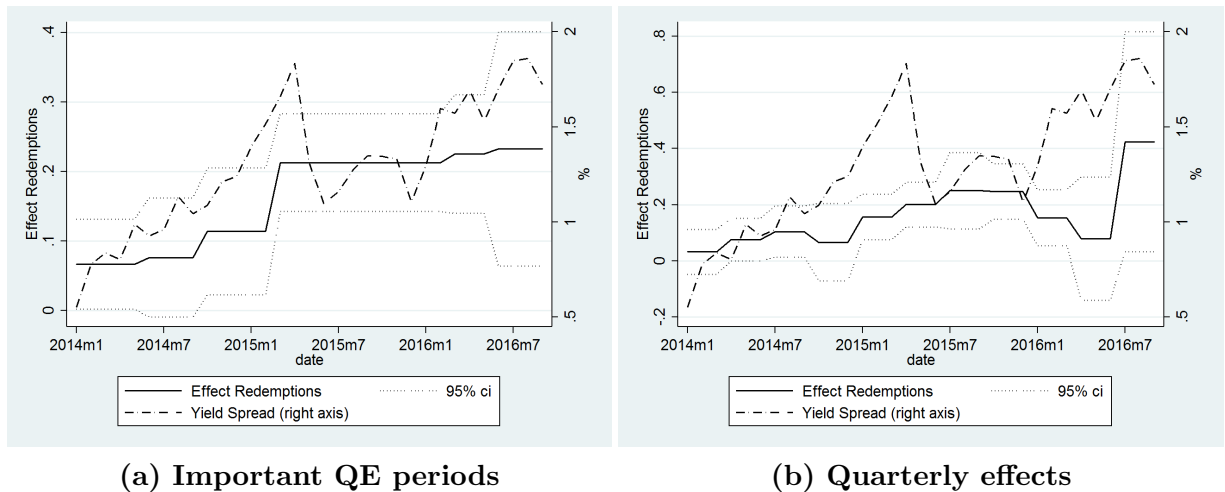 .4
.3
.2
.1
0
Effect Redemptions
2
1.5
1
.5
%
2014m1 2014m7 2015m1 2015m7 2016m1 2016m7
date
Effect Redemptions 95% ci
Yield Spread (right axis)
(a) Important QE periods
.8
.6
.4
.2
0
-.2
Effect Redemptions
2
1.5
1
.5
%
2014m1 2014m7 2015m1 2015m7 2016m1 2016m7
date
Effect Redemptions 95% ci
Yield Spread (right axis)
(b) Quarterly effects